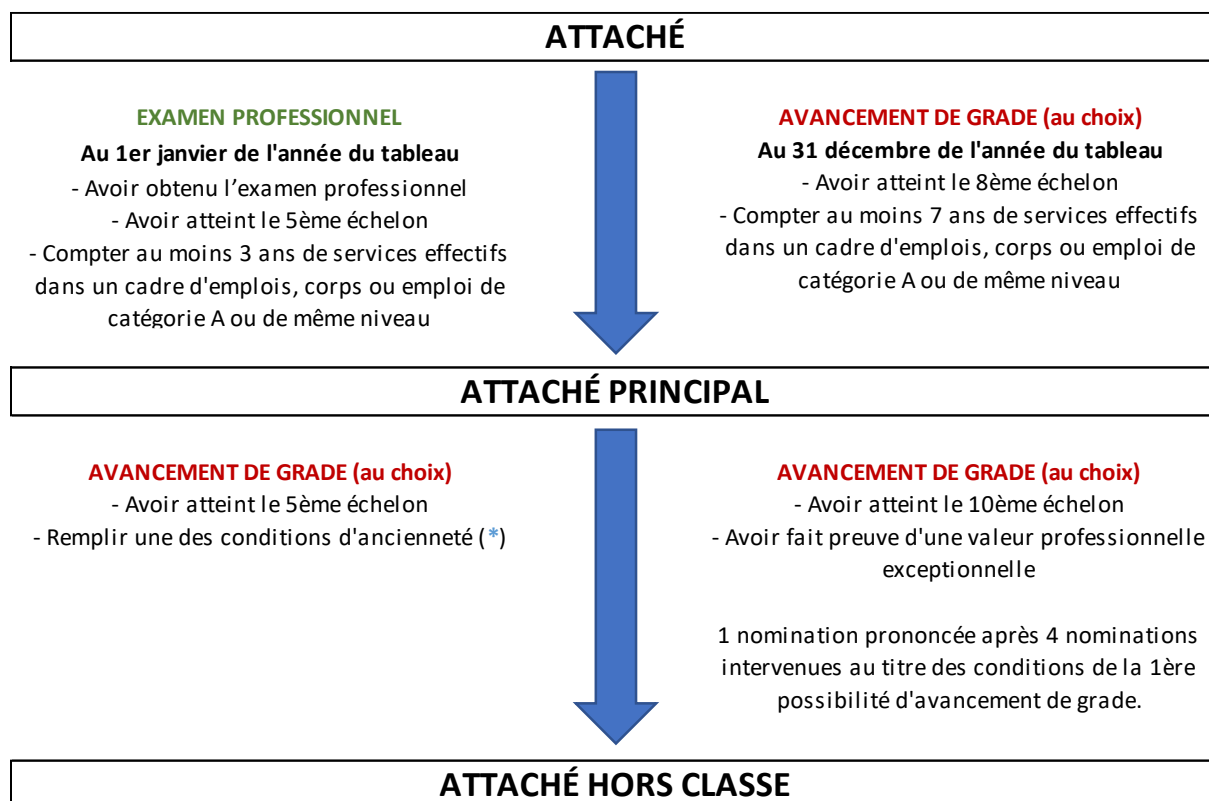 ATTACHÉ
EXAMEN PROFESSIONNEL
Au 1er janvier de l'année du tableau
- Avoir obtenu l’examen professionnel
- Avoir atteint le 5ème échelon
- Compter au moins 3 ans de services effectifs
dans un cadre d'emplois, corps ou emploi de
catégorie A ou de même niveau
AVANCEMENT DE GRADE (au choix)
Au 31 décembre de l'année du tableau
- Avoir atteint le 8ème échelon
- Compter au moins 7 ans de services effectifs
dans un cadre d'emplois, corps ou emploi de
catégorie A ou de même niveau
ATTACHÉ PRINCIPAL
AVANCEMENT DE GRADE (au choix)
- Avoir atteint le 5ème échelon
- Remplir une des conditions d'ancienneté (*)
AVANCEMENT DE GRADE (au choix)
- Avoir atteint le 10ème échelon
- Avoir fait preuve d'une valeur professionnelle
exceptionnelle
1 nomination prononcée après 4 nominations
intervenues au titre des conditions de la 1ère
possibilité d'avancement de grade.
ATTACHÉ HORS CLASSE